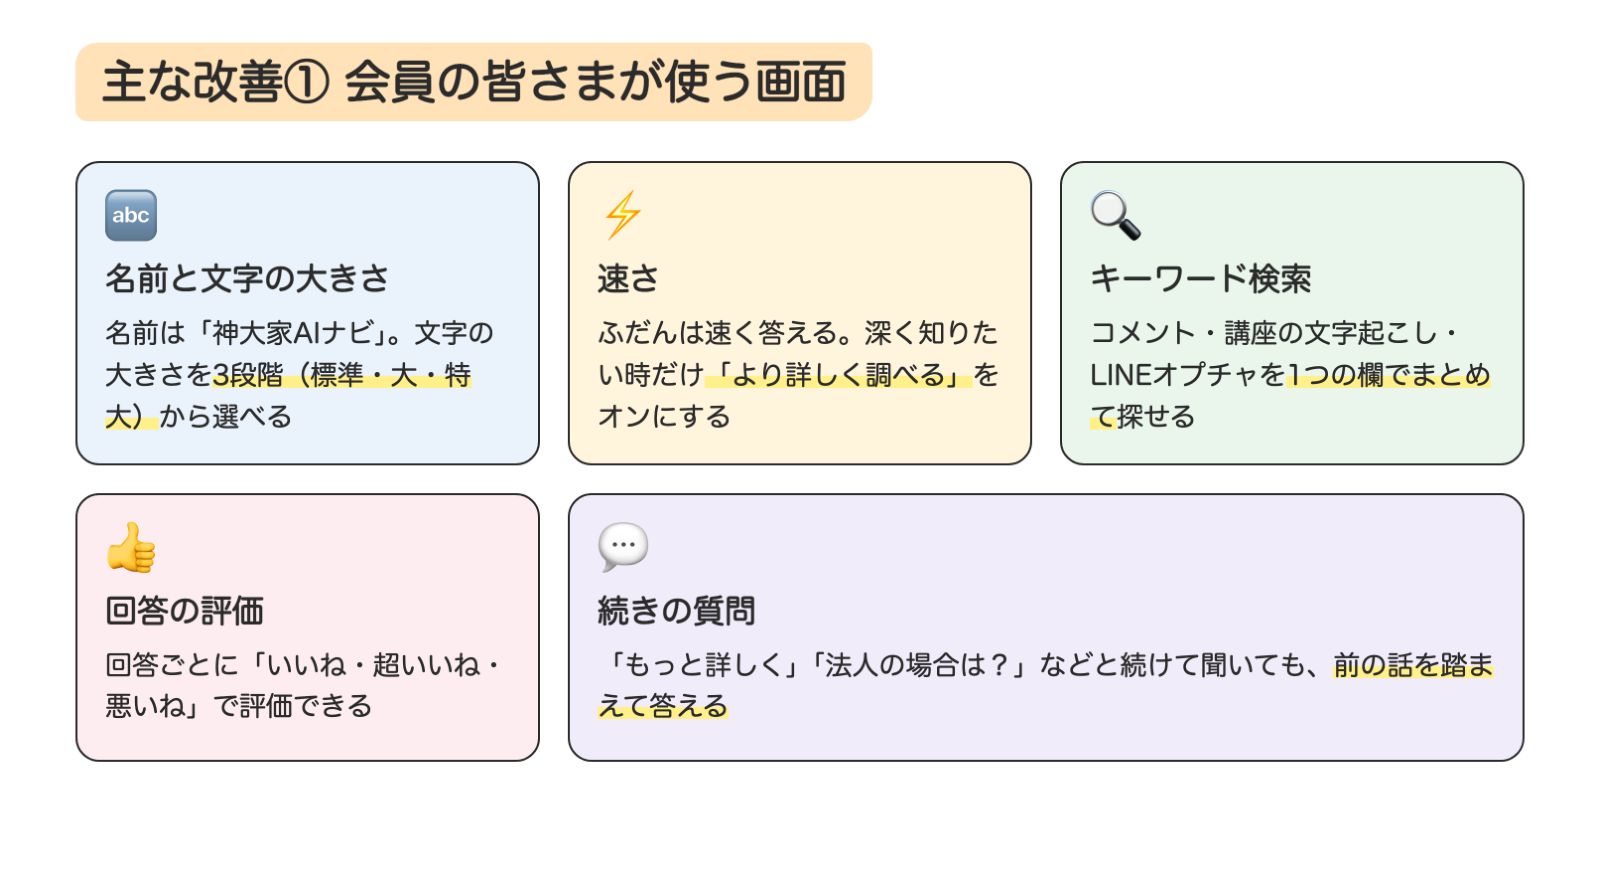 主な改善① 会員の皆さまが使う画面
abc
名前と文字の大きさ
名前は「神大家AIナビ」。文字の
大きさを3段階（標準・大・特
大）から選べる
速さ
ふだんは速く答える。深く知りた
い時だけ「より詳しく調べる」を
オンにする
キーワード検索
コメント・講座の文字起こし・
LINEオプチャを1つの欄でまとめ
て探せる
回答の評価
回答ごとに「いいね・超いいね・
悪いね」で評価できる
続きの質問
「もっと詳しく」「法人の場合は？」などと続けて聞いても、前の話を踏ま
えて答える